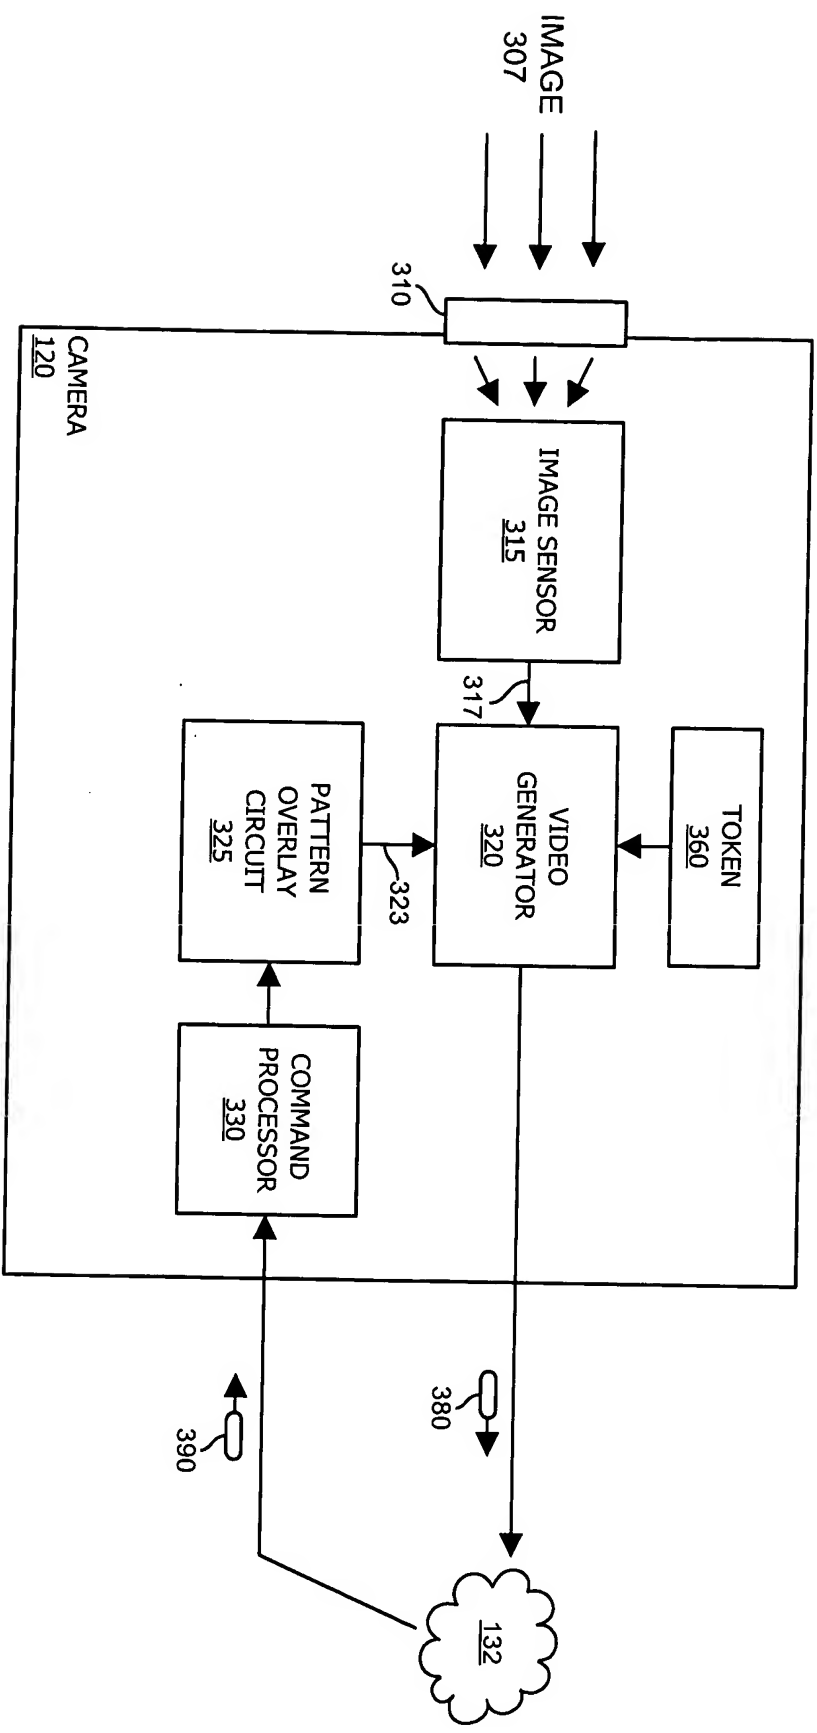 IMAGE
307
310
CAMERA
120
IMAGE SENSOR
315
317
TOKEN
360
VIDEO
GENERATOR
320
323
PATTERN
OVERLAY
CIRCUIT
325
COMMAND
PROCESSOR
330
380
390
132